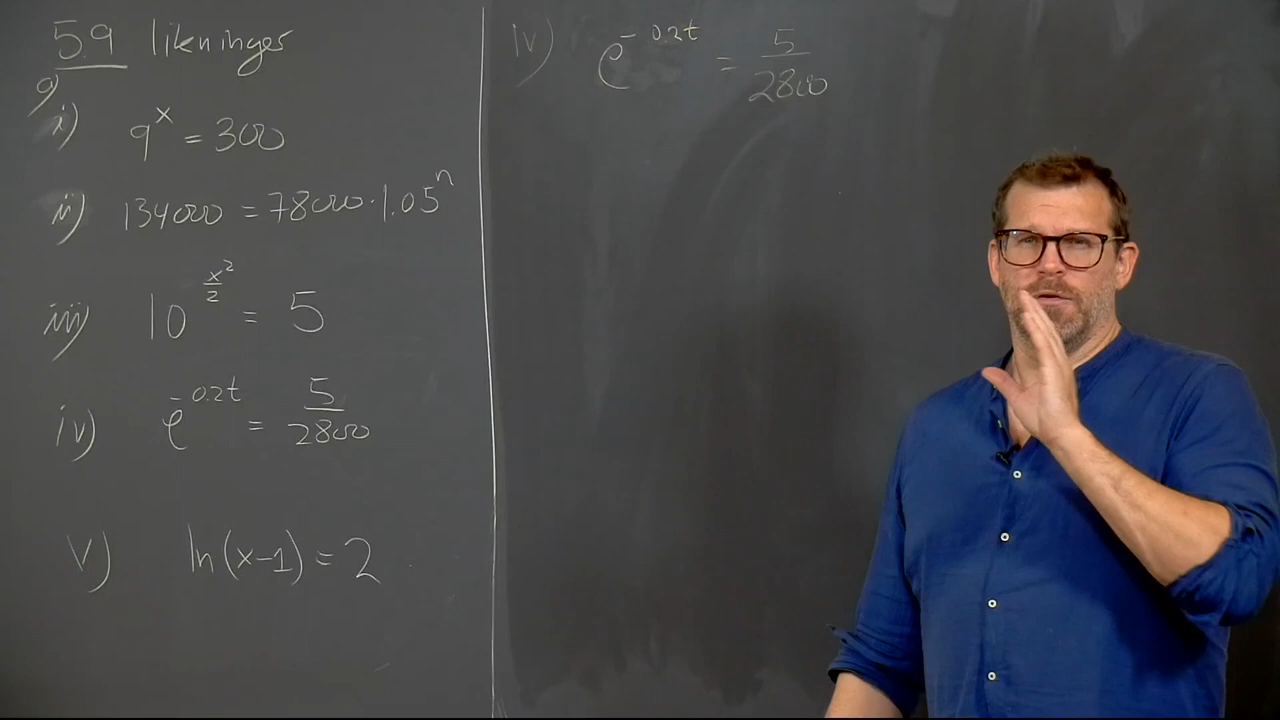 5.9 likninger
a)
i) 9^x = 300
ii) 134000 = 78000 · 1.05^n
iii) 10^(x^2/2) = 5
iv) e^(-0.2t) = 5/2800
v) ln(x-1) = 2
iv) e^(-0.2t) = 5/2800